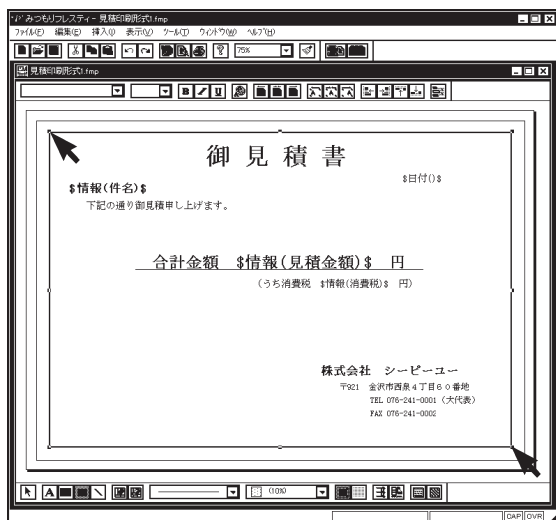 みつもりフレスティ - 見積印刷形式1.fmp
ファイル(F) 編集(E) 挿入(I) 表示(V) ツール(T) ウィンドウ(W) ヘルプ(H)
75%
見積印刷形式1.fmp
B I U
御 見 積 書
$日付()$
$情報(件名)$
下記の通り御見積申し上げます。
合計金額 $情報(見積金額)$ 円
(うち消費税 $情報(消費税)$ 円)
株式会社 シーピーユー
〒921 金沢市西泉4丁目60番地
TEL 076-241-0001 (大代表)
FAX 076-241-0002
A
(10%)
CAP OVR